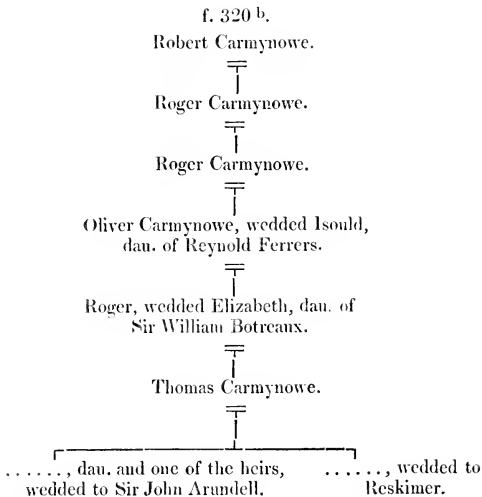 f. 320 b.
Robert Carmynowe.
Roger Carmynowe.
Roger Carmynowe.
Oliver Carmynowe, wedded Isould,
dau. of Reynold Ferrers.
Roger, wedded Elizabeth, dau. of
Sir William Botreaux.
Thomas Carmynowe.
. . . . . ., dau. and one of the heirs,
wedded to Sir John Arundell.
. . . . . ., wedded to
Reskimer.